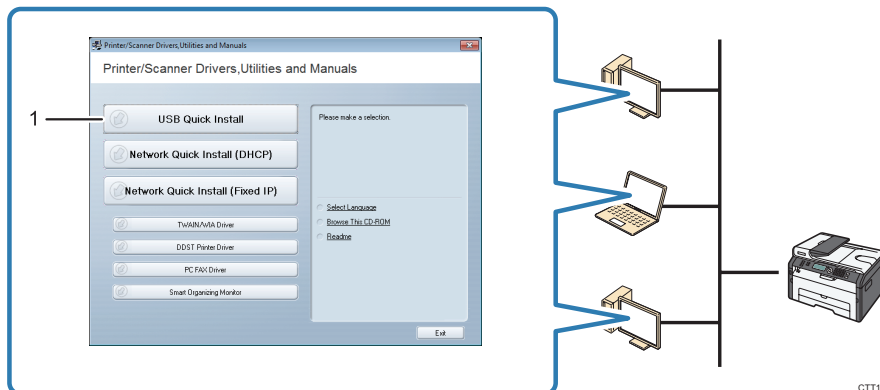 Printer/Scanner Drivers,Utilities and Manuals
Printer/Scanner Drivers,Utilities and Manuals
1
USB Quick Install
Please make a selection.
Network Quick Install (DHCP)
Network Quick Install (Fixed IP)
Select Language
TWAIN/WIA Driver
Browse This CD-ROM
Readme
DDST Printer Driver
PC FAX Driver
Smart Organizing Monitor
Exit